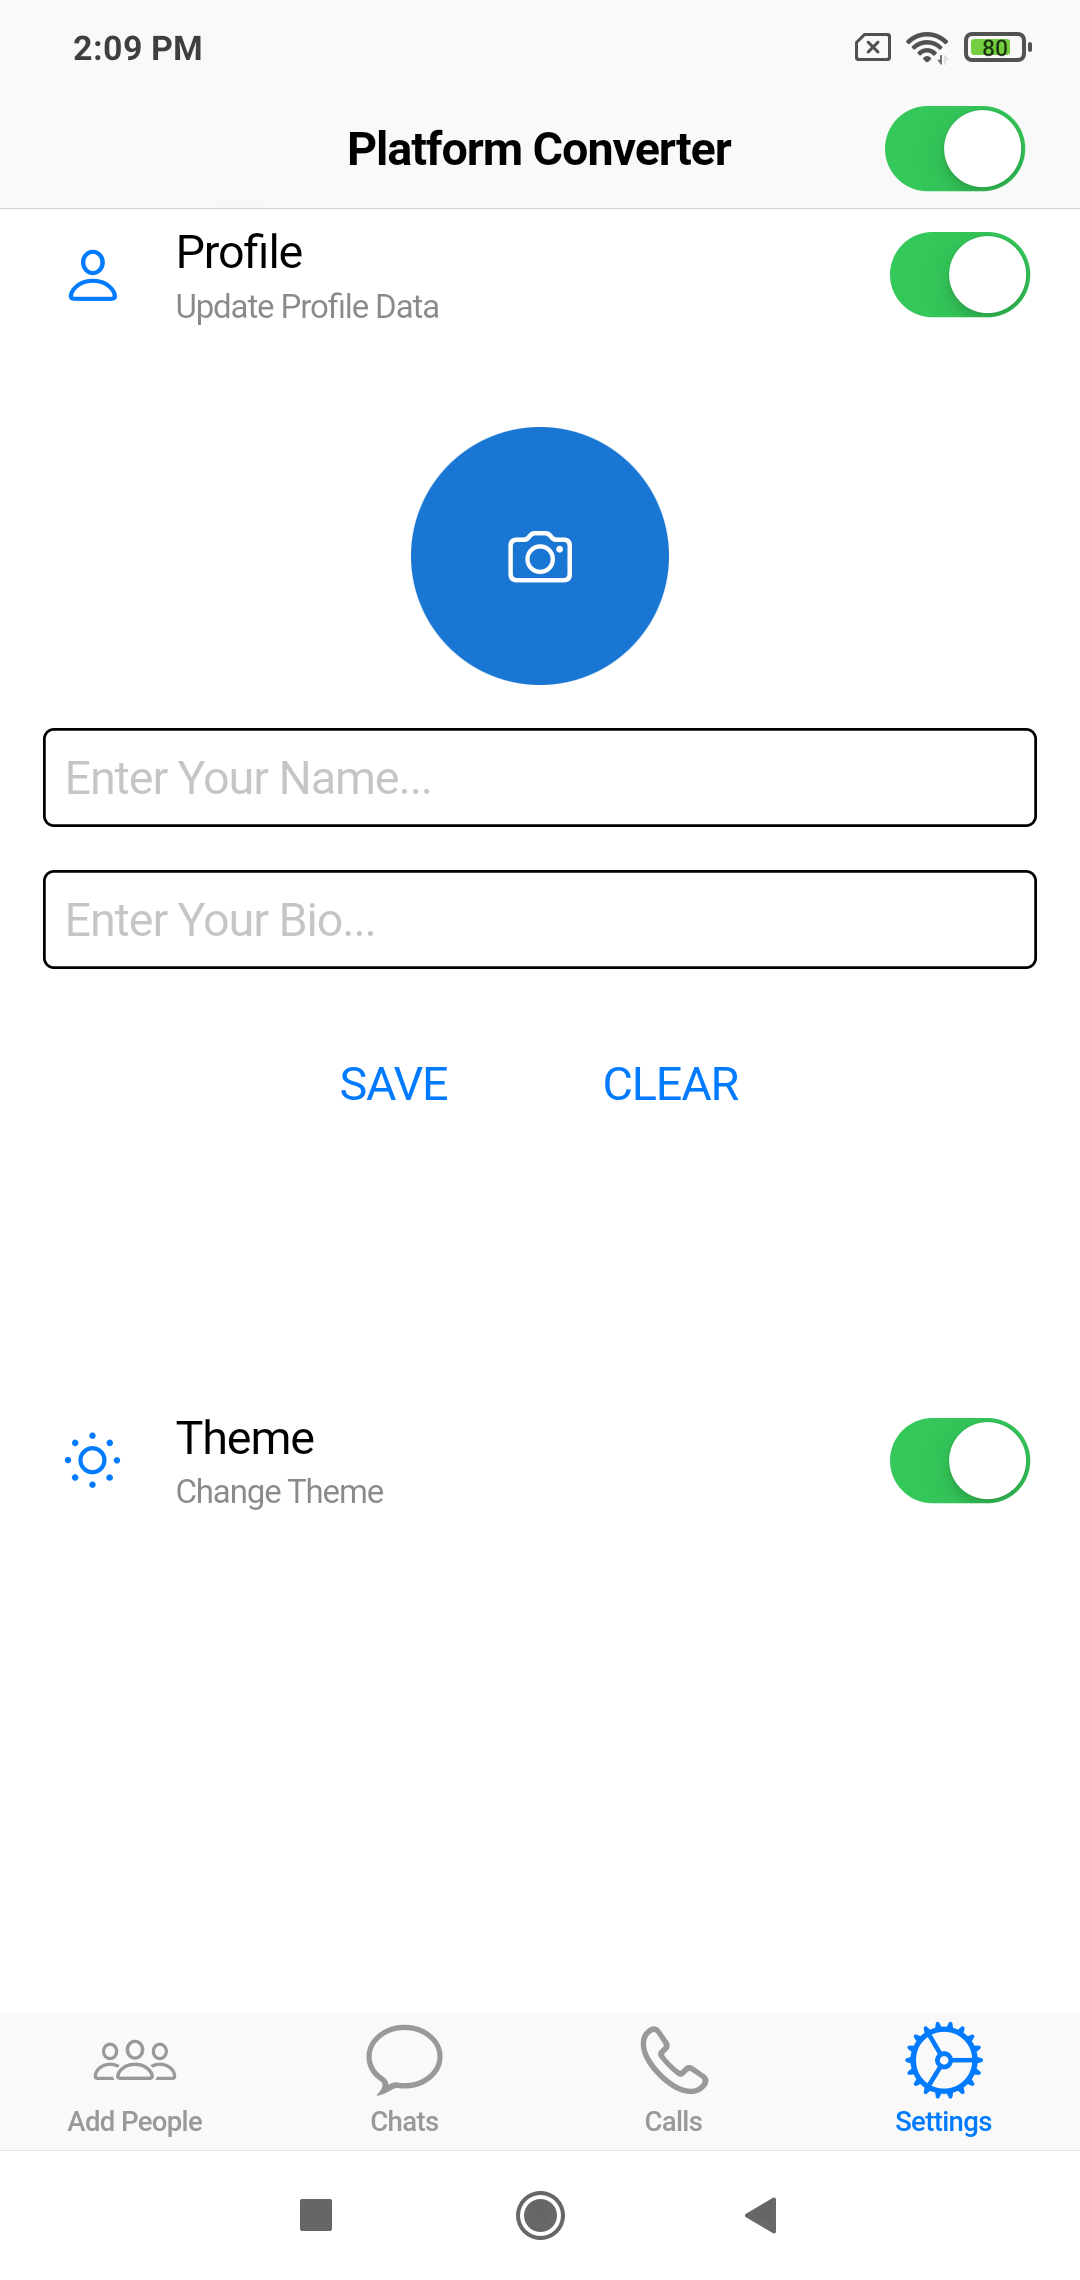 2:09 PM
80
Platform Converter
Profile
Update Profile Data
Enter Your Name...
Enter Your Bio...
SAVE CLEAR
Theme
Change Theme
Add People Chats Calls Settings